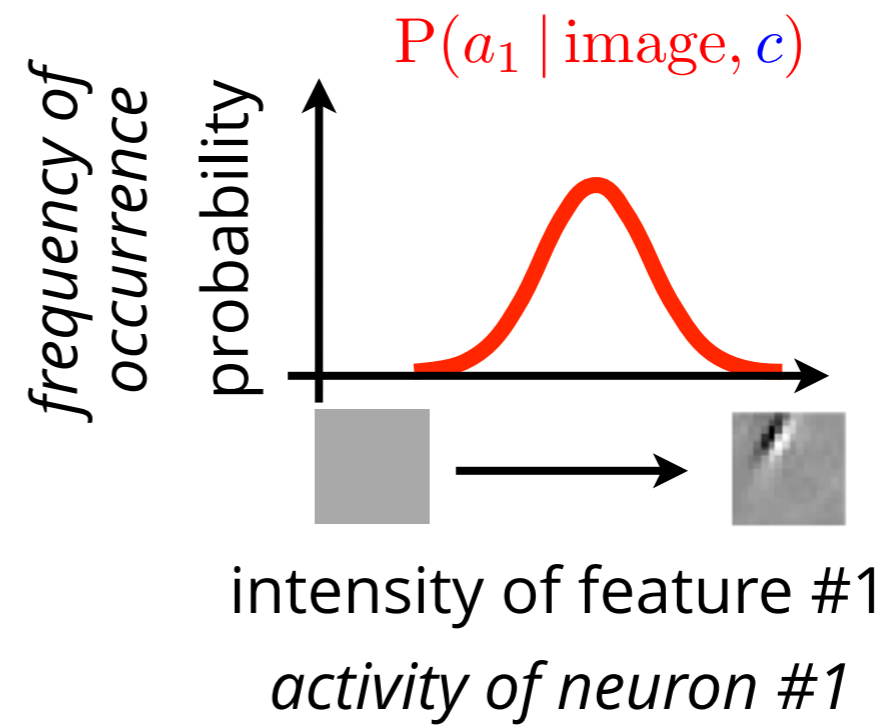 P(a₁ | image, c)
frequency of
occurrence
probability
intensity of feature #1
activity of neuron #1